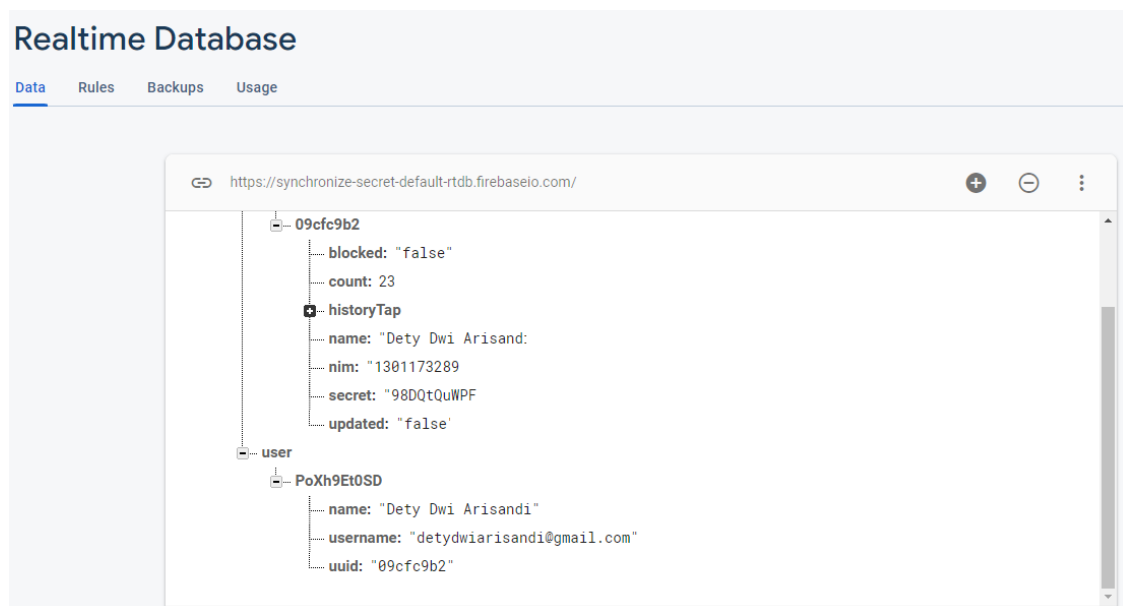 Realtime Database
Data Rules Backups Usage
https://synchronize-secret-default-rtdb.firebaseio.com/
09cfc9b2
blocked: "false"
count: 23
historyTap
name: "Dety Dwi Arisand:
nim: "1301173289
secret: "98DQtQuWPF
updated: "false'
user
PoXh9Et0SD
name: "Dety Dwi Arisandi"
username: "detydwiarisandi@gmail.com"
uuid: "09cfc9b2"